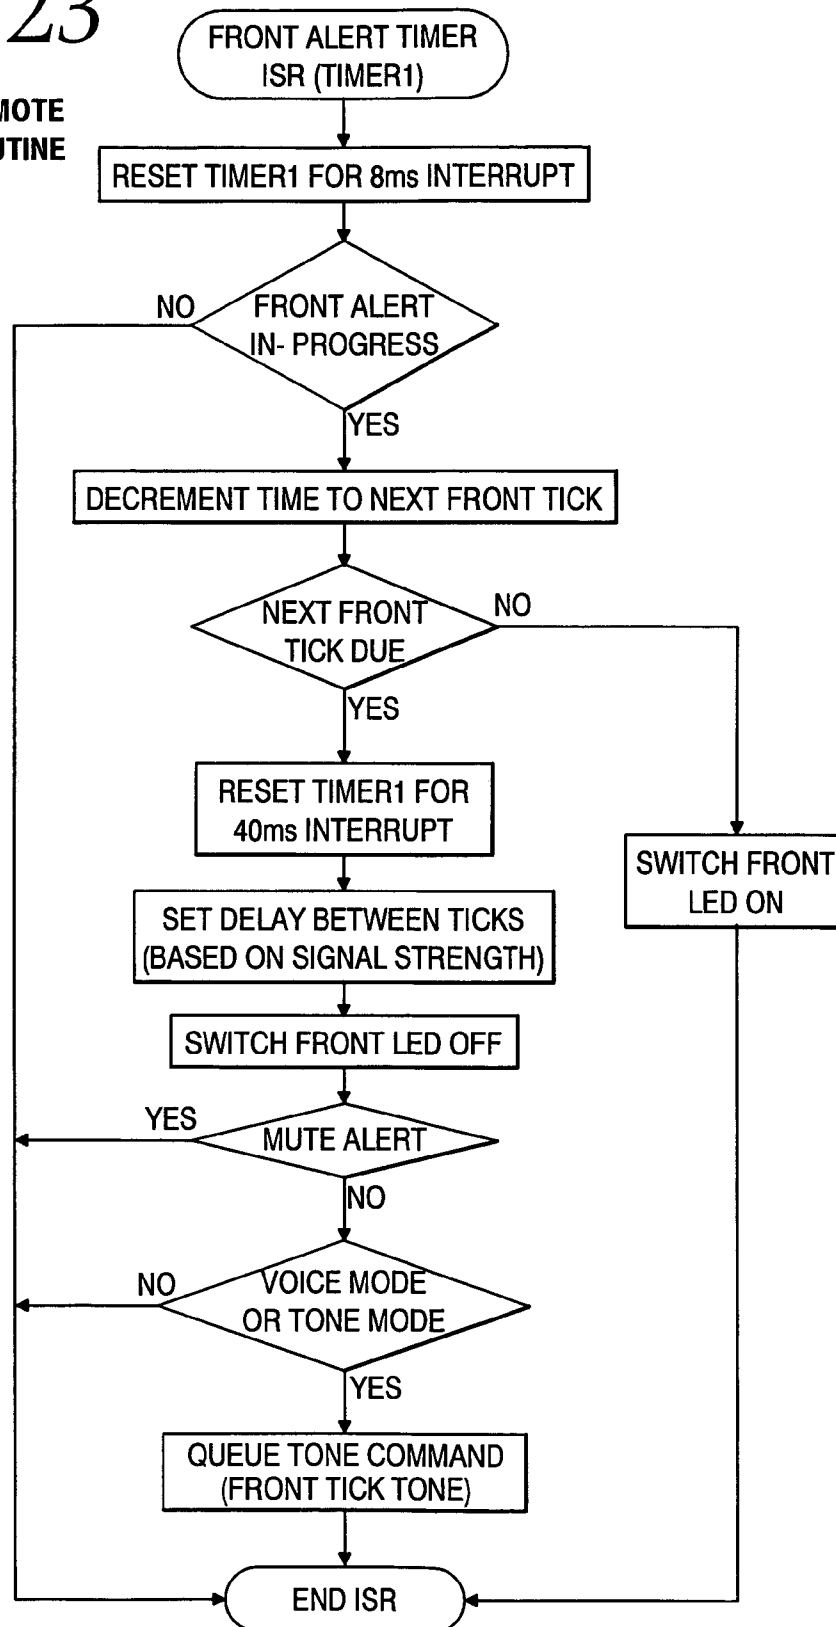 23
FRONT ALERT TIMER
ISR (TIMER1)
RESET TIMER1 FOR 8ms INTERRUPT
NO
FRONT ALERT
IN- PROGRESS
YES
DECREMENT TIME TO NEXT FRONT TICK
NEXT FRONT
TICK DUE
NO
YES
RESET TIMER1 FOR
40ms INTERRUPT
SWITCH FRONT
LED ON
SET DELAY BETWEEN TICKS
(BASED ON SIGNAL STRENGTH)
SWITCH FRONT LED OFF
YES
MUTE ALERT
NO
NO
VOICE MODE
OR TONE MODE
YES
QUEUE TONE COMMAND
(FRONT TICK TONE)
END ISR